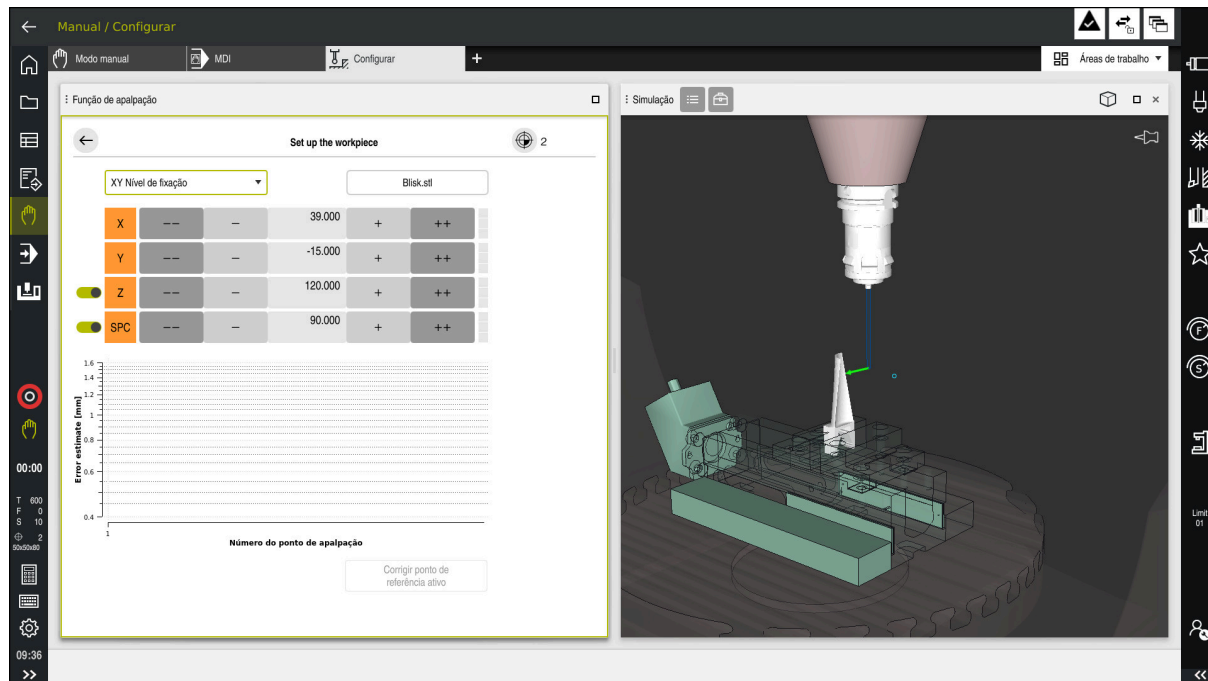 Manual / Configurar
Modo manual
MDI
Configurar
+
Áreas de trabalho
Função de apalpação
Simulação
Set up the workpiece
2
XY Nível de fixação
Blisk.stl
X -- - 39.000 + ++
Y -- - -15.000 + ++
Z -- - 120.000 + ++
SPC -- - 90.000 + ++
1.6
1.4
1.2
1
0.8
0.6
0.4
Error estimate [mm]
1
Número do ponto de apalpação
Corrigir ponto de
referência ativo
00:00
T 600
F 0
S 10
2
50x50x80
09:36
F
S
Limit
01